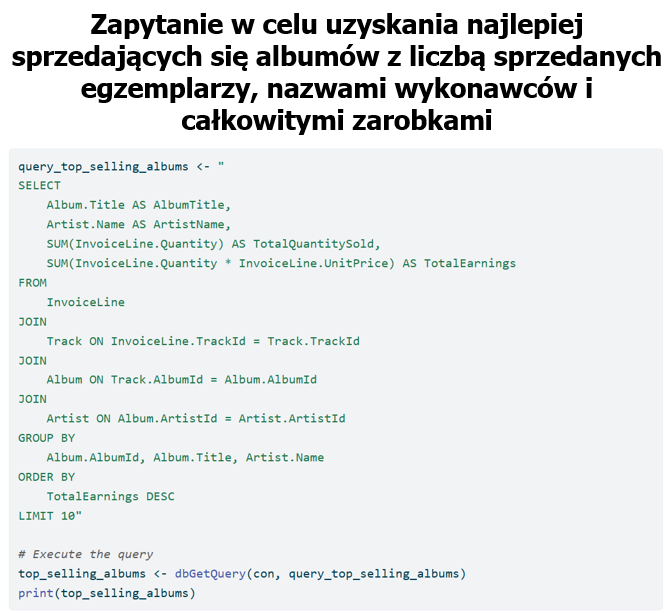 Zapytanie w celu uzyskania najlepiej
sprzedających się albumów z liczbą sprzedanych
egzemplarzy, nazwami wykonawców i
całkowitymi zarobkami
query_top_selling_albums <- "
SELECT
    Album.Title AS AlbumTitle,
    Artist.Name AS ArtistName,
    SUM(InvoiceLine.Quantity) AS TotalQuantitySold,
    SUM(InvoiceLine.Quantity * InvoiceLine.UnitPrice) AS TotalEarnings
FROM
    InvoiceLine
JOIN
    Track ON InvoiceLine.TrackId = Track.TrackId
JOIN
    Album ON Track.AlbumId = Album.AlbumId
JOIN
    Artist ON Album.ArtistId = Artist.ArtistId
GROUP BY
    Album.AlbumId, Album.Title, Artist.Name
ORDER BY
    TotalEarnings DESC
LIMIT 10"
# Execute the query
top_selling_albums <- dbGetQuery(con, query_top_selling_albums)
print(top_selling_albums)